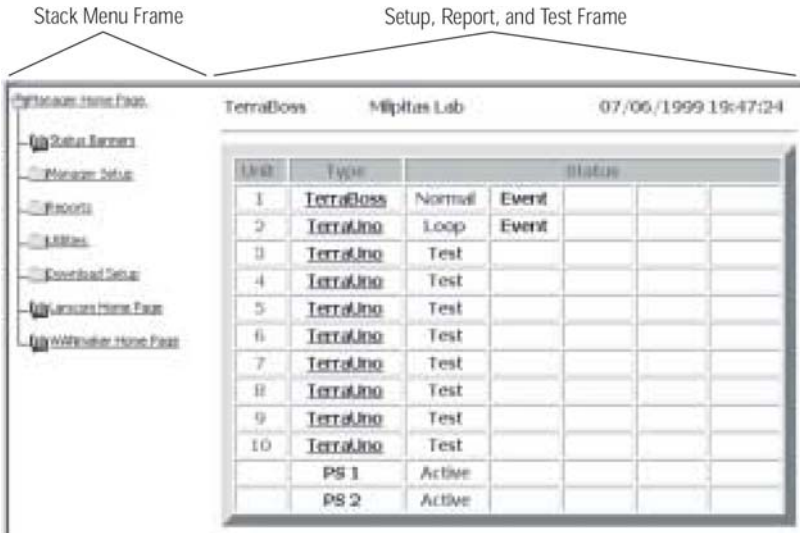 Stack Menu Frame
Setup, Report, and Test Frame
Manager Home Page
Status Banners
Manager Setup
Reports
Utilities
Download Setup
Larscom Home Page
WANmaker Home Page
TerraBoss Milpitas Lab 07/06/1999 19:47:24
Unit Type Status
1 TerraBoss Normal Event
2 TerraUno Loop Event
3 TerraUno Test
4 TerraUno Test
5 TerraUno Test
6 TerraUno Test
7 TerraUno Test
8 TerraUno Test
9 TerraUno Test
10 TerraUno Test
PS 1 Active
PS 2 Active